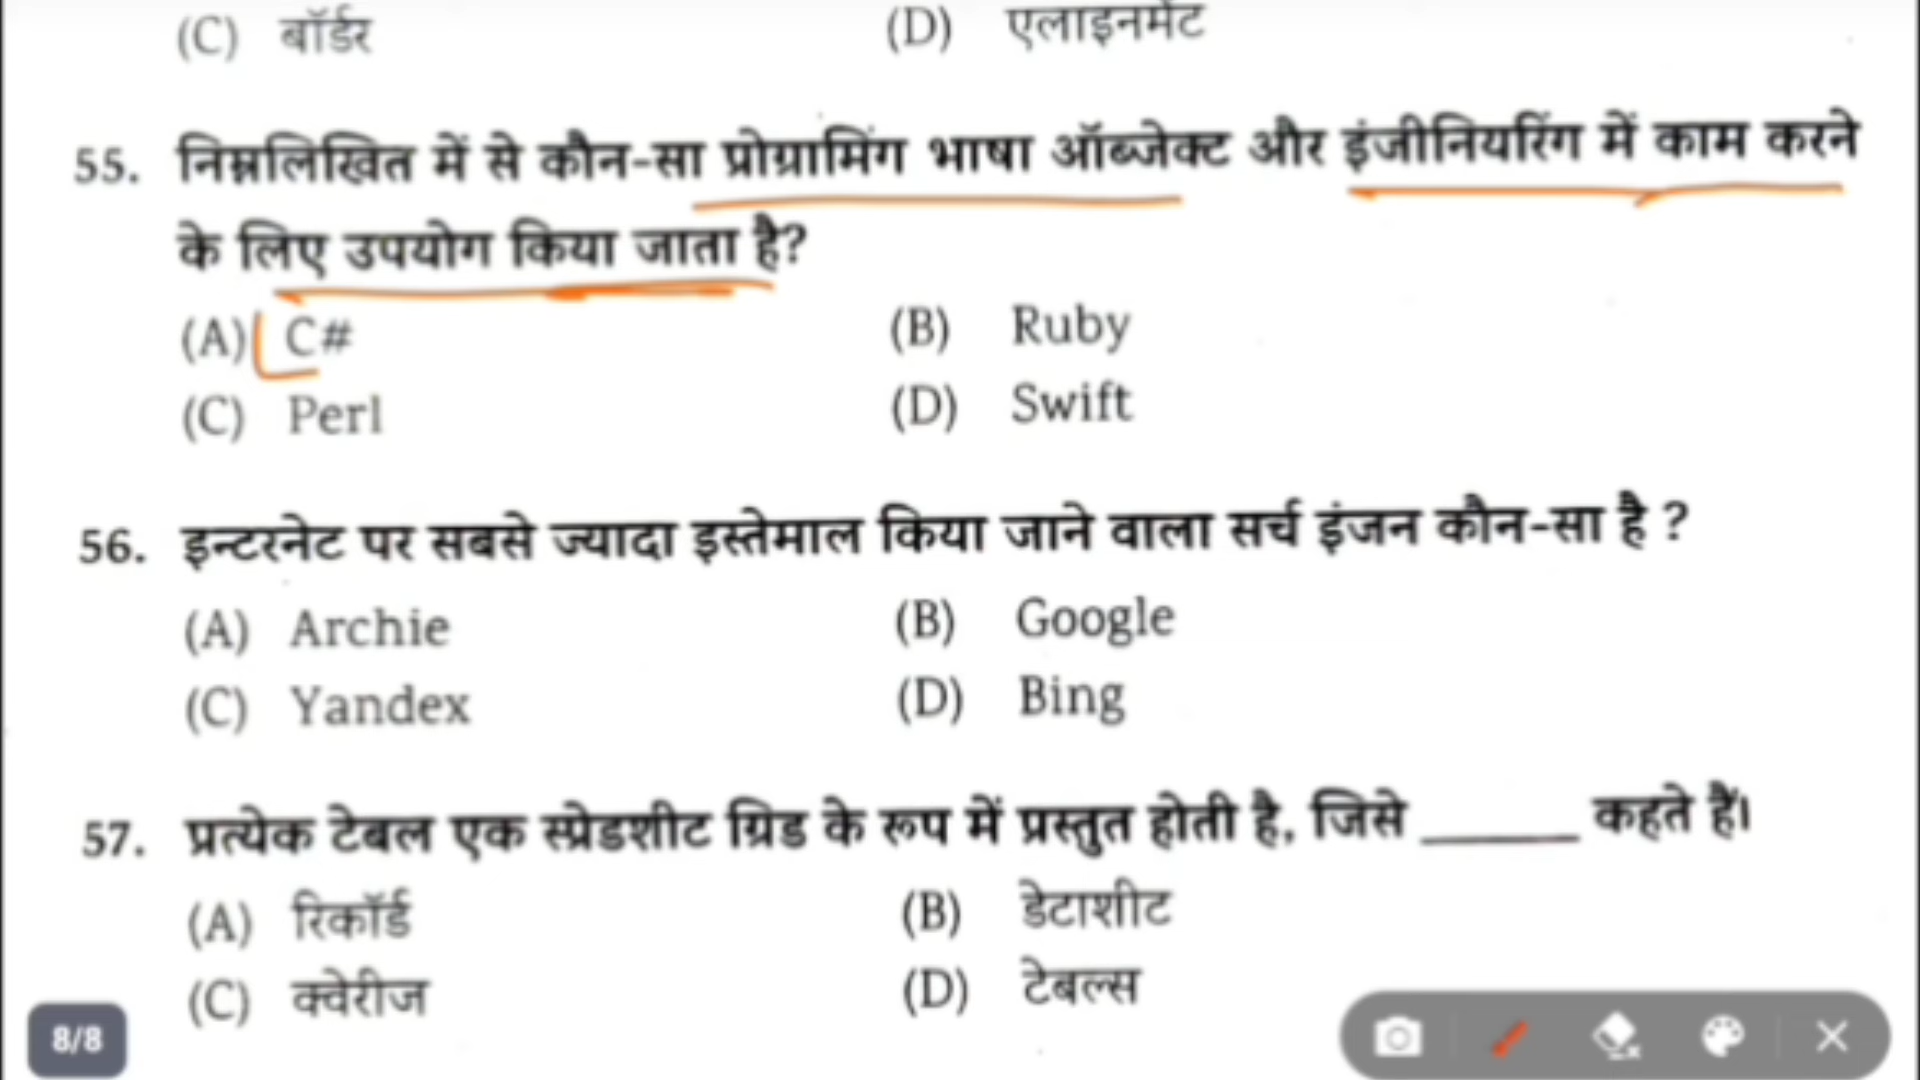 (C) बॉर्डर (D) एलाइनमेंट
55. निम्नलिखित में से कौन-सा प्रोग्रामिंग भाषा ऑब्जेक्ट और इंजीनियरिंग में काम करने
के लिए उपयोग किया जाता है?
(A) C# (B) Ruby
(C) Perl (D) Swift
56. इन्टरनेट पर सबसे ज्यादा इस्तेमाल किया जाने वाला सर्च इंजन कौन-सा है ?
(A) Archie (B) Google
(C) Yandex (D) Bing
57. प्रत्येक टेबल एक स्प्रेडशीट ग्रिड के रूप में प्रस्तुत होती है, जिसे ______ कहते हैं।
(A) रिकॉर्ड (B) डेटाशीट
(C) क्वेरीज (D) टेबल्स
8/8